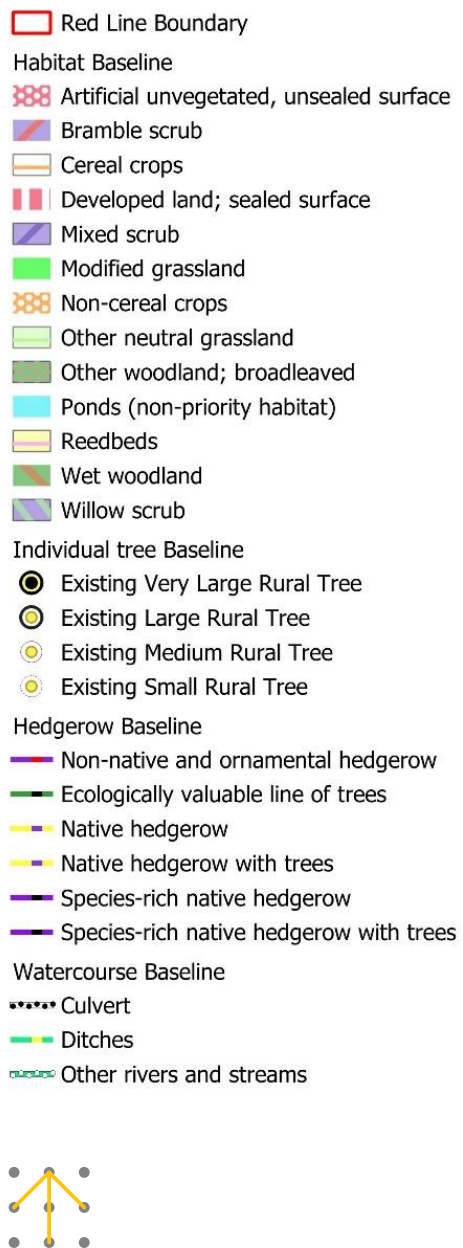 Red Line Boundary
Habitat Baseline
Artificial unvegetated, unsealed surface
Bramble scrub
Cereal crops
Developed land; sealed surface
Mixed scrub
Modified grassland
Non-cereal crops
Other neutral grassland
Other woodland; broadleaved
Ponds (non-priority habitat)
Reedbeds
Wet woodland
Willow scrub
Individual tree Baseline
Existing Very Large Rural Tree
Existing Large Rural Tree
Existing Medium Rural Tree
Existing Small Rural Tree
Hedgerow Baseline
Non-native and ornamental hedgerow
Ecologically valuable line of trees
Native hedgerow
Native hedgerow with trees
Species-rich native hedgerow
Species-rich native hedgerow with trees
Watercourse Baseline
Culvert
Ditches
Other rivers and streams